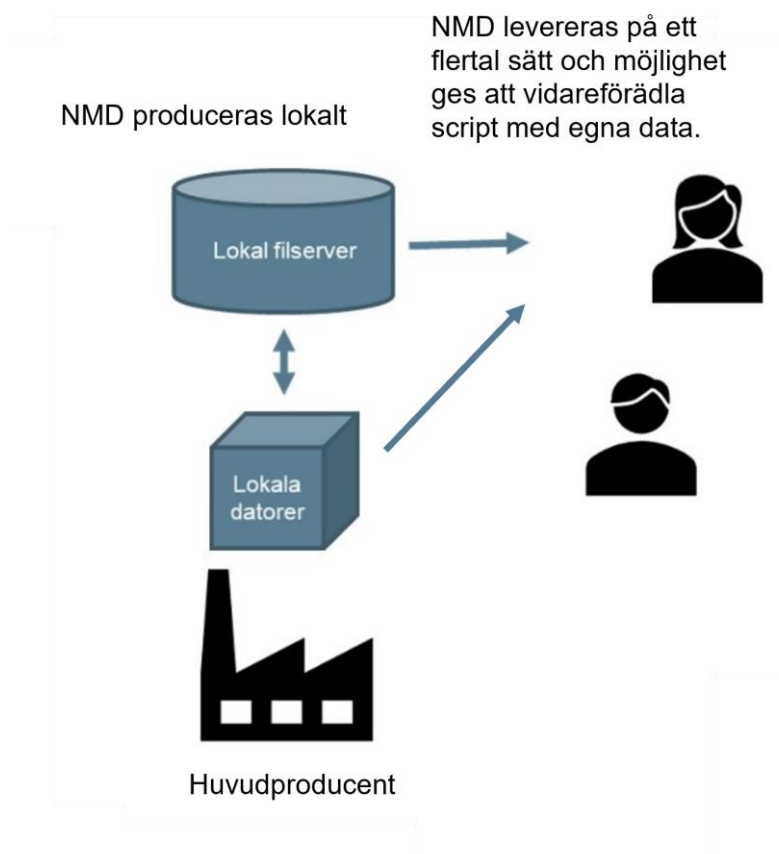 NMD levereras på ett
flertal sätt och möjlighet
ges att vidareförädla
script med egna data.
NMD produceras lokalt
Lokal filserver
Lokala
datorer
Huvudproducent